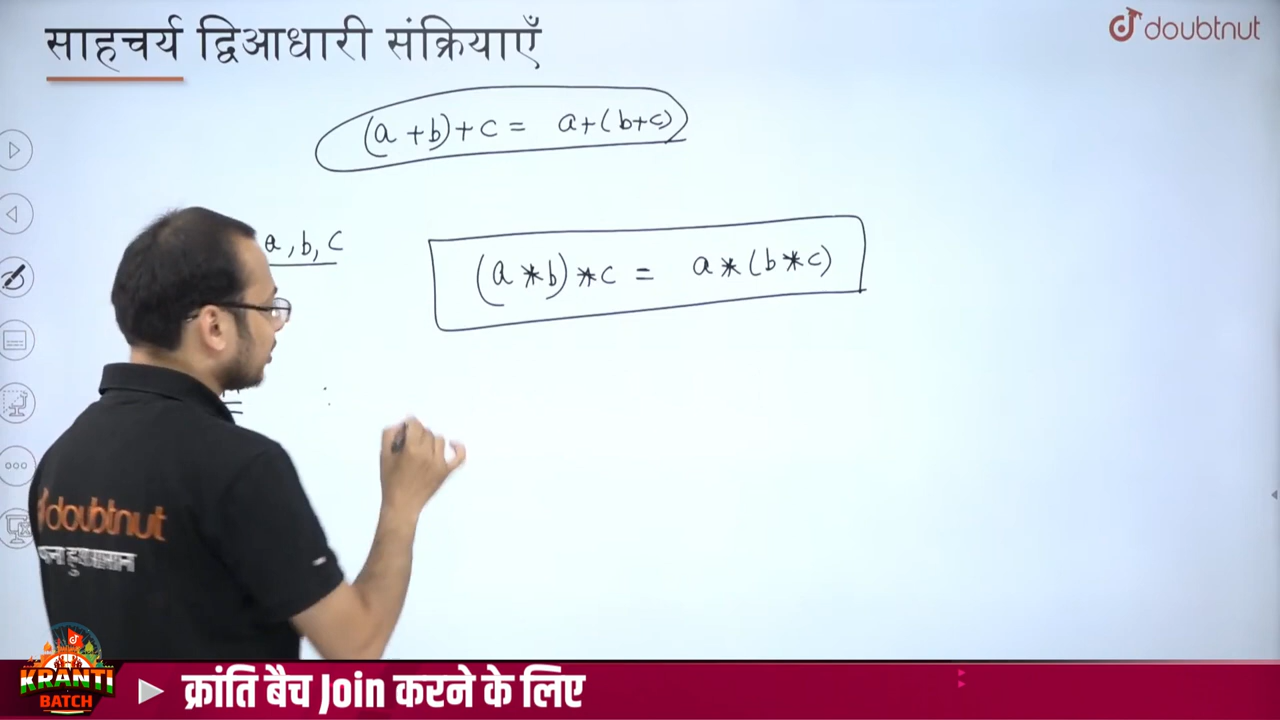 साहचर्य द्विआधारी संक्रियाएँ
doubtnut
(a + b) + c = a + ( b + c )
a , b , c
(a * b) * c = a * ( b * c )
doubtnut
KRANTI
BATCH
क्रांति बैच Join करने के लिए